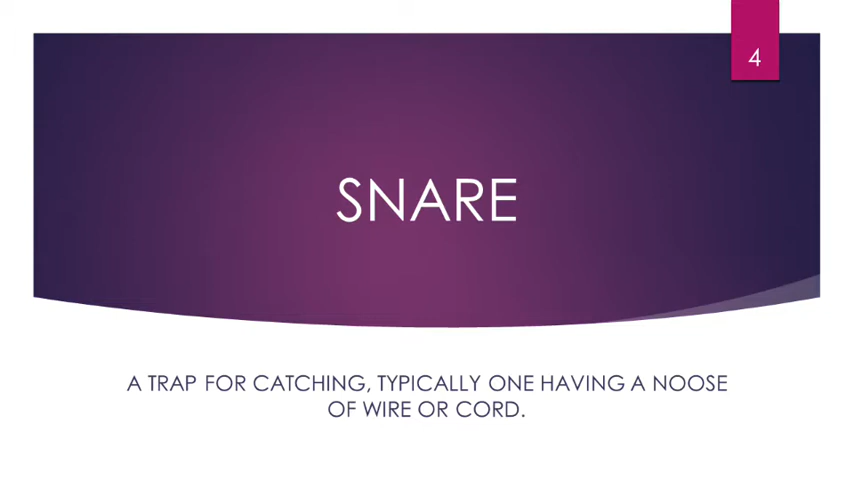 4
SNARE
A TRAP FOR CATCHING, TYPICALLY ONE HAVING A NOOSE
OF WIRE OR CORD.